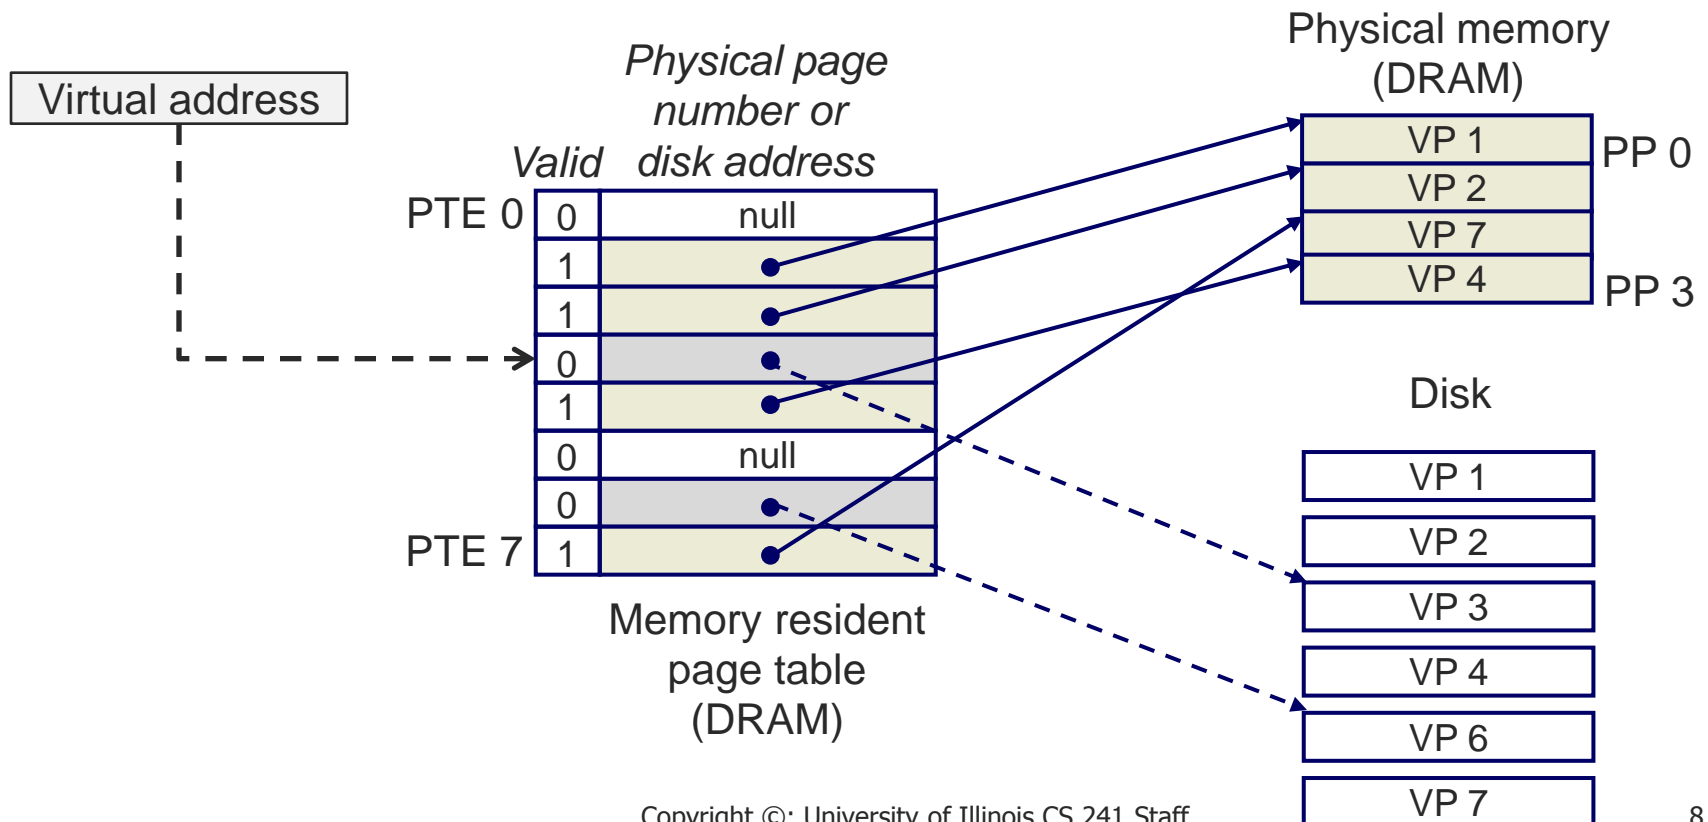 Virtual address
Physical page
number or
disk address
Valid
PTE 0
0
null
1
1
0
1
0
null
0
PTE 7
1
Memory resident
page table
(DRAM)
Physical memory
(DRAM)
VP 1
PP 0
VP 2
VP 7
VP 4
PP 3
Disk
VP 1
VP 2
VP 3
VP 4
VP 6
VP 7
Copyright ©: University of Illinois CS 241 Staff
8